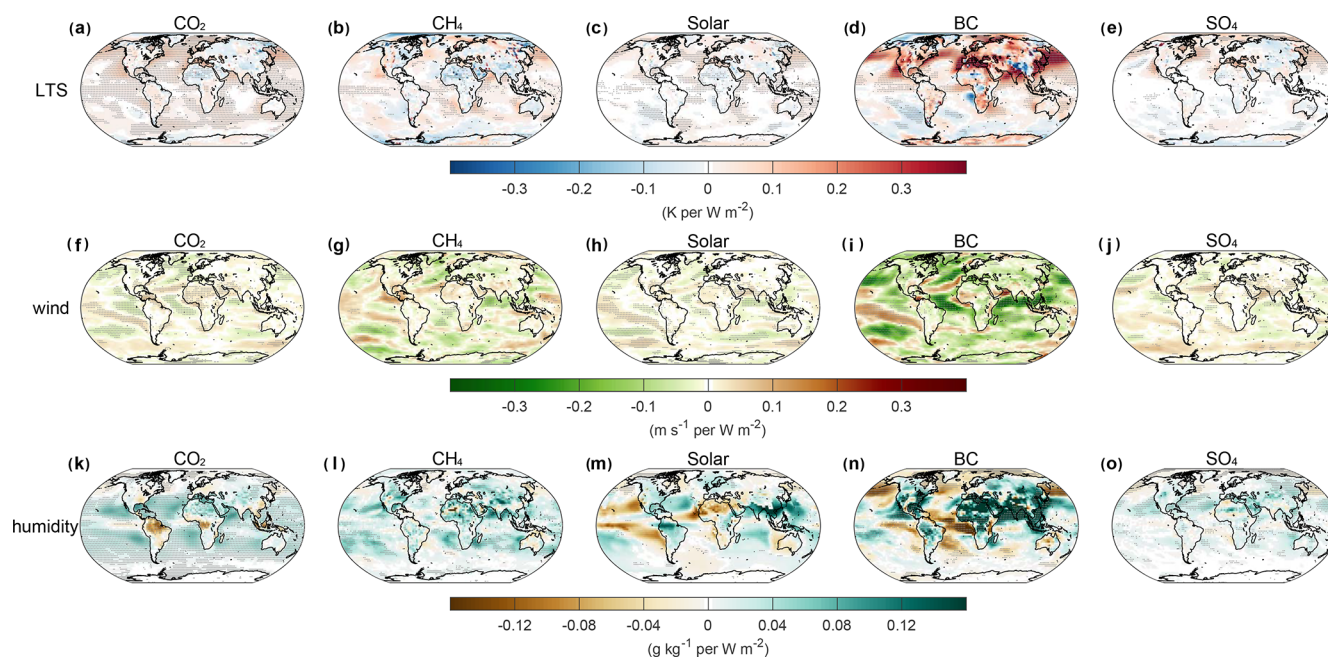 (a) CO₂ (b) CH₄ (c) Solar (d) BC (e) SO₄
LTS
-0.3 -0.2 -0.1 0 0.1 0.2 0.3
(K per W m⁻²)
(f) CO₂ (g) CH₄ (h) Solar (i) BC (j) SO₄
wind
-0.3 -0.2 -0.1 0 0.1 0.2 0.3
(m s⁻¹ per W m⁻²)
(k) CO₂ (l) CH₄ (m) Solar (n) BC (o) SO₄
humidity
-0.12 -0.08 -0.04 0 0.04 0.08 0.12
(g kg⁻¹ per W m⁻²)